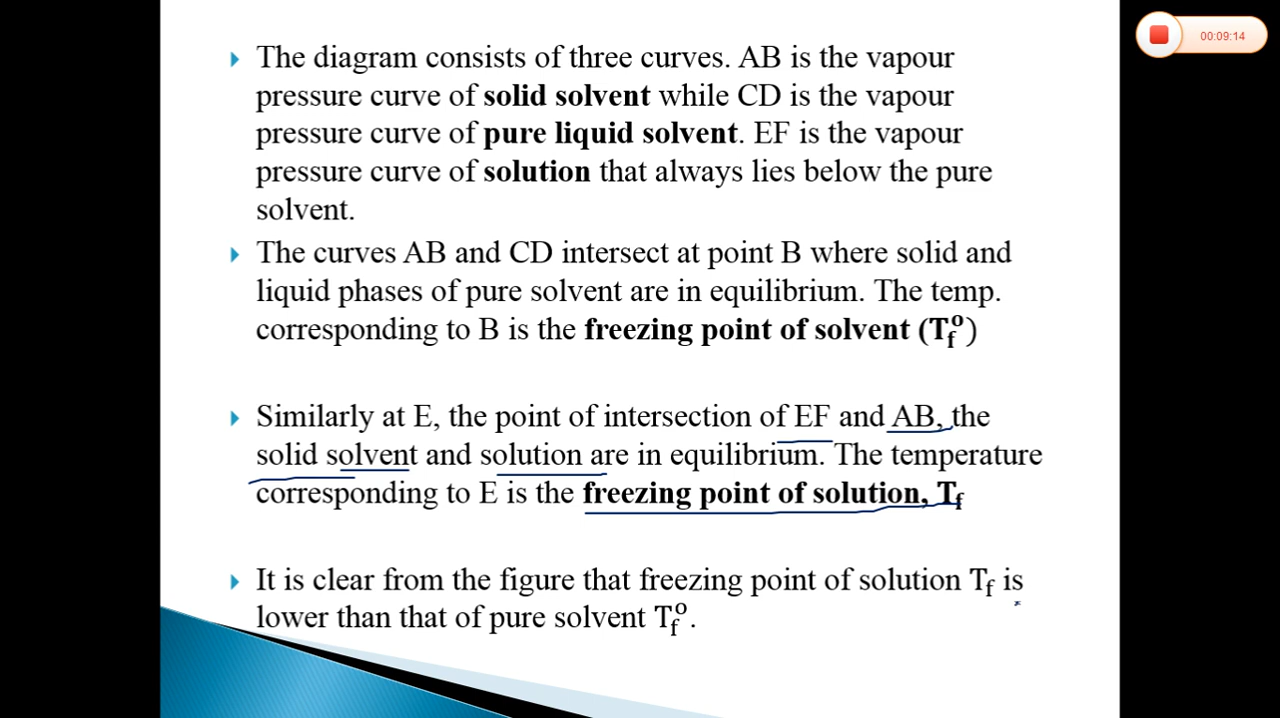 00:09:14
The diagram consists of three curves. AB is the vapour
pressure curve of solid solvent while CD is the vapour
pressure curve of pure liquid solvent. EF is the vapour
pressure curve of solution that always lies below the pure
solvent.
The curves AB and CD intersect at point B where solid and
liquid phases of pure solvent are in equilibrium. The temp.
corresponding to B is the freezing point of solvent (T_f^o)
Similarly at E, the point of intersection of EF and AB, the
solid solvent and solution are in equilibrium. The temperature
corresponding to E is the freezing point of solution, T_f
It is clear from the figure that freezing point of solution T_f is
lower than that of pure solvent T_f^o.